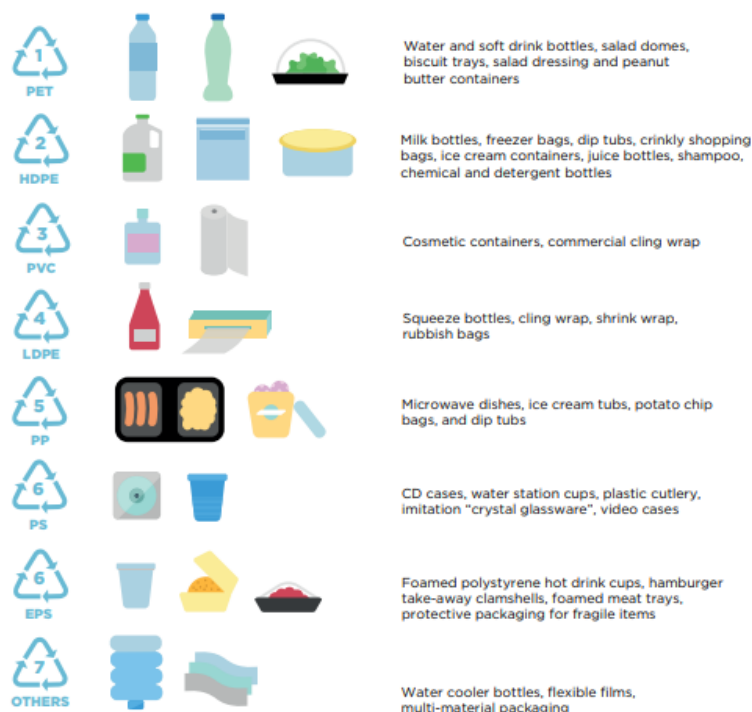 1
PET
Water and soft drink bottles, salad domes,
biscuit trays, salad dressing and peanut
butter containers
2
HDPE
Milk bottles, freezer bags, dip tubs, crinkly shopping
bags, ice cream containers, juice bottles, shampoo,
chemical and detergent bottles
3
PVC
Cosmetic containers, commercial cling wrap
4
LDPE
Squeeze bottles, cling wrap, shrink wrap,
rubbish bags
5
PP
Microwave dishes, ice cream tubs, potato chip
bags, and dip tubs
6
PS
CD cases, water station cups, plastic cutlery,
imitation “crystal glassware”, video cases
6
EPS
Foamed polystyrene hot drink cups, hamburger
take-away clamshells, foamed meat trays,
protective packaging for fragile items
7
OTHERS
Water cooler bottles, flexible films,
multi-material packaging